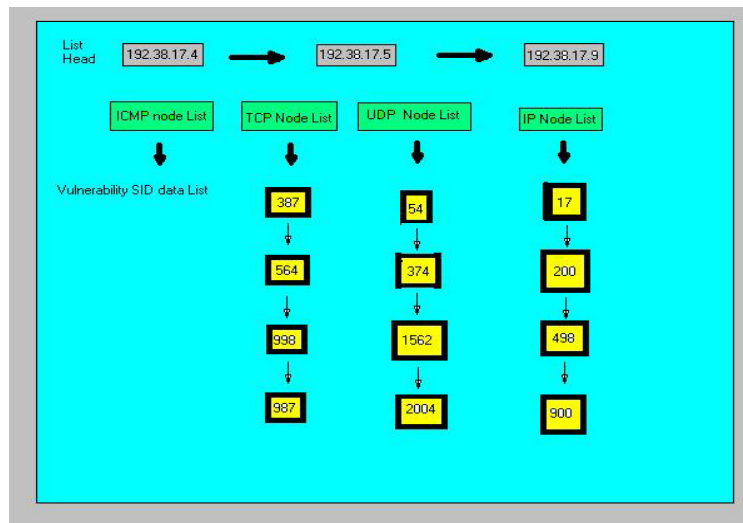 List
Head
192.38.17.4
192.38.17.5
192.38.17.9
ICMP node List
TCP Node List
UDP Node List
IP Node List
Vulnerability SID data List
387
54
17
564
374
200
998
1562
498
987
2004
900